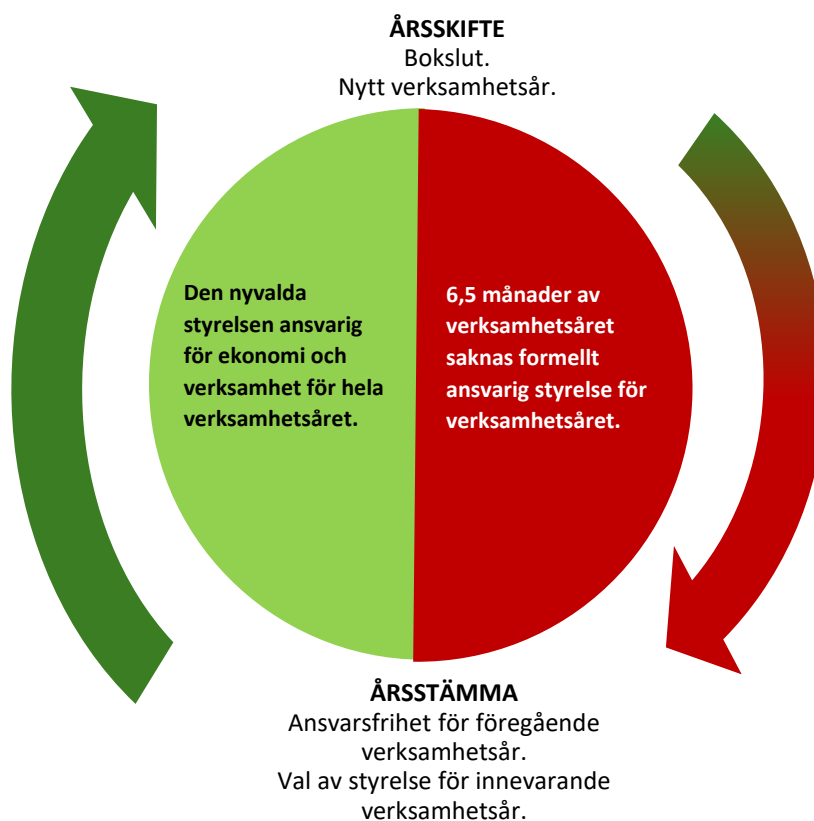 ÅRSSKIFTE
Bokslut.
Nytt verksamhetsår.
Den nyvalda
styrelsen ansvarig
för ekonomi och
verksamhet för hela
verksamhetsåret.
6,5 månader av
verksamhetsåret
saknas formellt
ansvarig styrelse för
verksamhetsåret.
ÅRSSTÄMMA
Ansvarsfrihet för föregående
verksamhetsår.
Val av styrelse för innevarande
verksamhetsår.